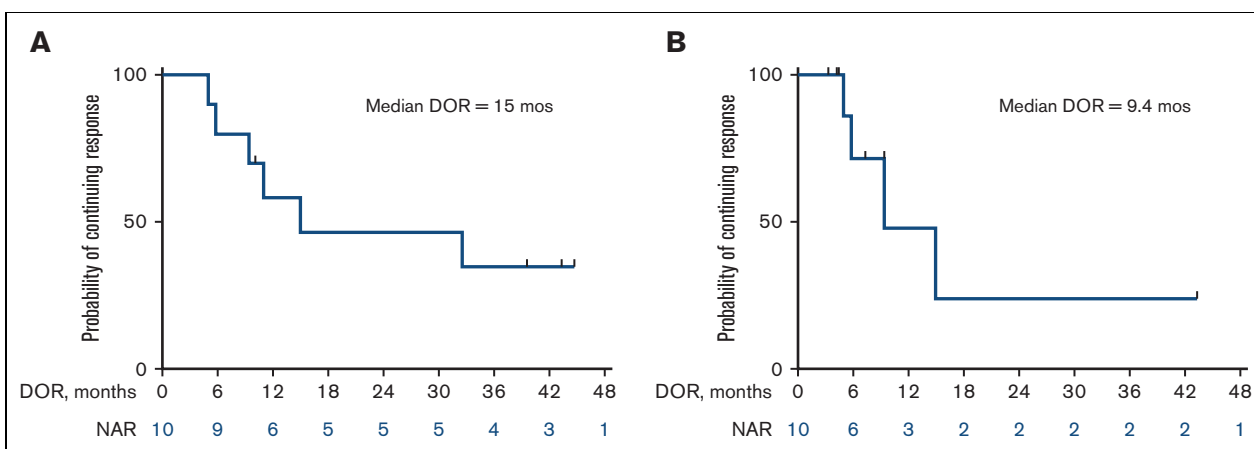 A
Probability of continuing response
100
50
0
Median DOR = 15 mos
DOR, months 0 6 12 18 24 30 36 42 48
NAR 10 9 6 5 5 5 4 3 1
B
Probability of continuing response
100
50
0
Median DOR = 9.4 mos
DOR, months 0 6 12 18 24 30 36 42 48
NAR 10 6 3 2 2 2 2 2 1